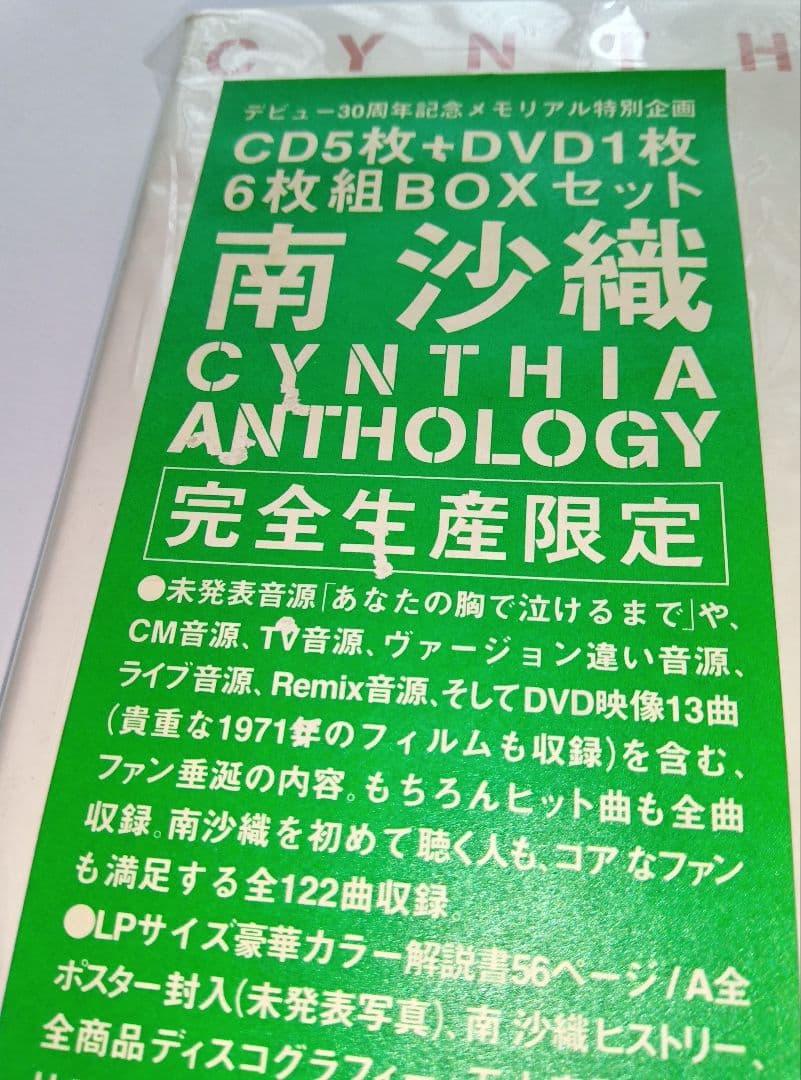 CYNTH
デビュー30周年記念メモリアル特別企画
CD5枚+DVD1枚
6枚組BOXセット
南 沙織
CYNTHIA
ANTHOLOGY
完全生産限定
●未発表音源「あなたの胸で泣けるまで」や、
CM音源、TV音源、ヴァージョン違い音源、
ライブ音源、Remix音源、そしてDVD映像13曲
(貴重な1971年のフィルムも収録)を含む、
ファン垂涎の内容。もちろんヒット曲も全曲
収録。南沙織を初めて聴く人も、コアなファン
も満足する全122曲収録。
●LPサイズ豪華カラー解説書56ページ/A全
ポスター封入(未発表写真)、南 沙織ヒストリー、
全商品ディスコグラフィー